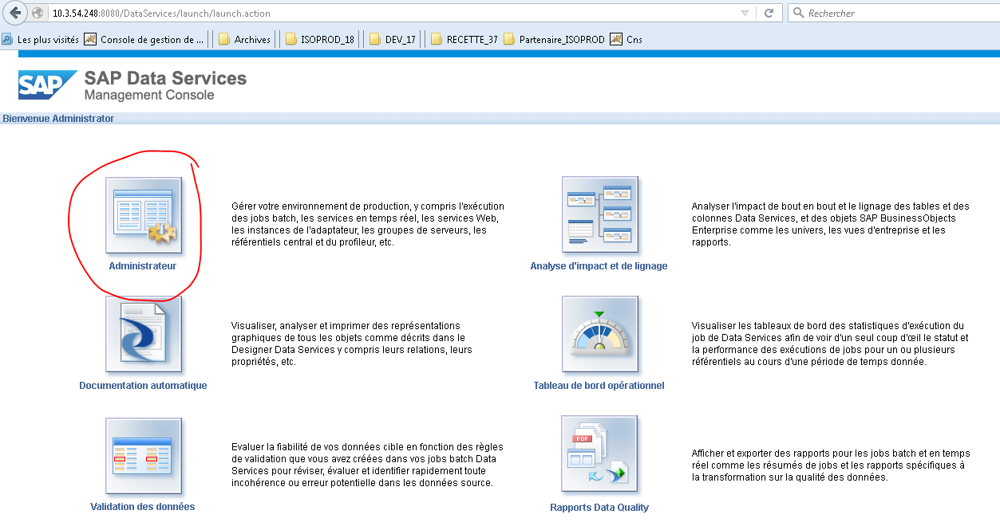 10.3.54.248:8080/DataServices/launch/launch.action
Rechercher
Les plus visités
Console de gestion de ...
Archives
ISOPROD_18
DEV_17
RECETTE_37
Partenaire_ISOPROD
Cns
SAP
SAP Data Services
Management Console
Bienvenue Administrator
Gérer votre environnement de production, y compris l'exécution
des jobs batch, les services en temps réel, les services Web,
les instances de l'adaptateur, les groupes de serveurs, les
référentiels central et du profileur, etc.
Administrateur
Analyser l'impact de bout en bout et le lignage des tables et des
colonnes Data Services, et des objets SAP BusinessObjects
Enterprise comme les univers, les vues d'entreprise et les
rapports.
Analyse d'impact et de lignage
Visualiser, analyser et imprimer des représentations
graphiques de tous les objets comme décrits dans le
Designer Data Services y compris leurs relations, leurs
propriétés, etc.
Documentation automatique
Visualiser les tableaux de bord des statistiques d'exécution du
job de Data Services afin de voir d'un seul coup d'œil le statut et
la performance des exécutions de jobs pour un ou plusieurs
référentiels au cours d'une période de temps donnée.
Tableau de bord opérationnel
Evaluer la fiabilité de vos données cible en fonction des règles
de validation que vous avez créées dans vos jobs batch Data
Services pour réviser, évaluer et identifier rapidement toute
incohérence ou erreur potentielle dans les données source.
Validation des données
PDF
Afficher et exporter des rapports pour les jobs batch et en temps
réel comme les résumés de jobs et les rapports spécifiques à
la transformation sur la qualité des données.
Rapports Data Quality